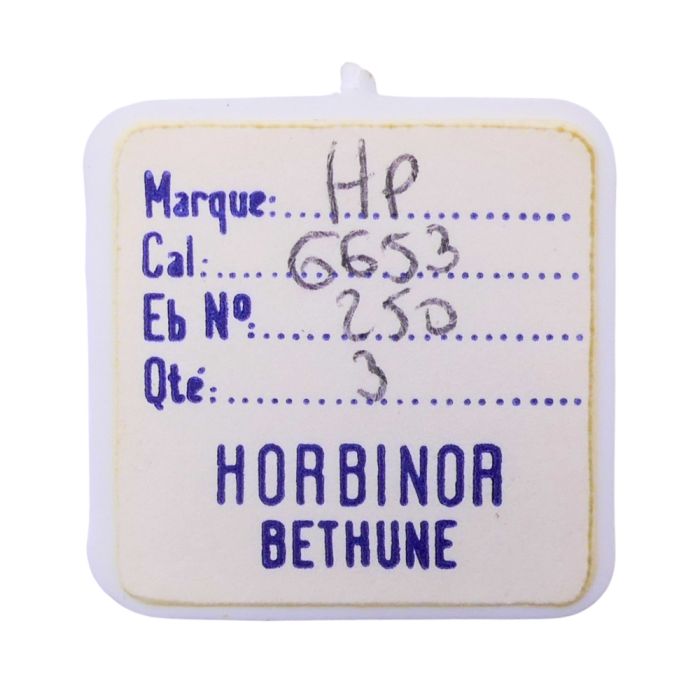 Marque: HP
Cal: 6653
Eb Nº: 250
Qté: 3
HORBINOR
BETHUNE